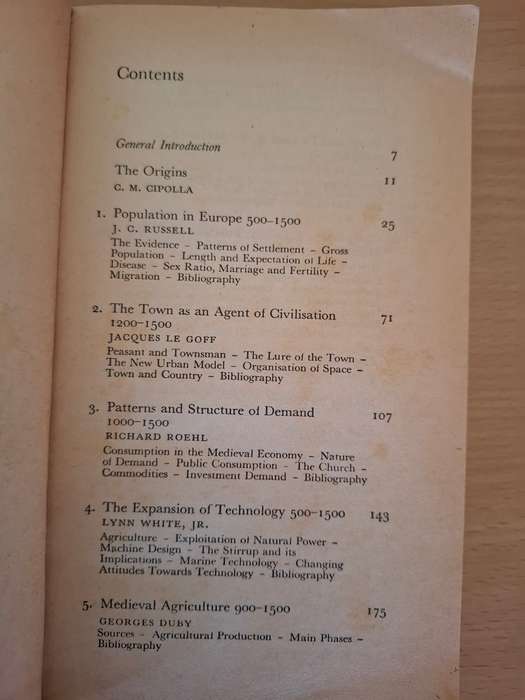 Contents
General Introduction 7
The Origins 11
C. M. CIPOLLA
1. Population in Europe 500–1500 25
J. C. RUSSELL
The Evidence – Patterns of Settlement – Gross
Population – Length and Expectation of Life –
Disease – Sex Ratio, Marriage and Fertility –
Migration – Bibliography
2. The Town as an Agent of Civilisation 71
1200–1500
JACQUES LE GOFF
Peasant and Townsman – The Lure of the Town –
The New Urban Model – Organisation of Space –
Town and Country – Bibliography
3. Patterns and Structure of Demand 107
1000–1500
RICHARD ROEHL
Consumption in the Medieval Economy – Nature
of Demand – Public Consumption – The Church –
Commodities – Investment Demand – Bibliography
4. The Expansion of Technology 500–1500 143
LYNN WHITE, JR.
Agriculture – Exploitation of Natural Power –
Machine Design – The Stirrup and its
Implications – Marine Technology – Changing
Attitudes Towards Technology – Bibliography
5. Medieval Agriculture 900–1500 175
GEORGES DUBY
Sources – Agricultural Production – Main Phases –
Bibliography